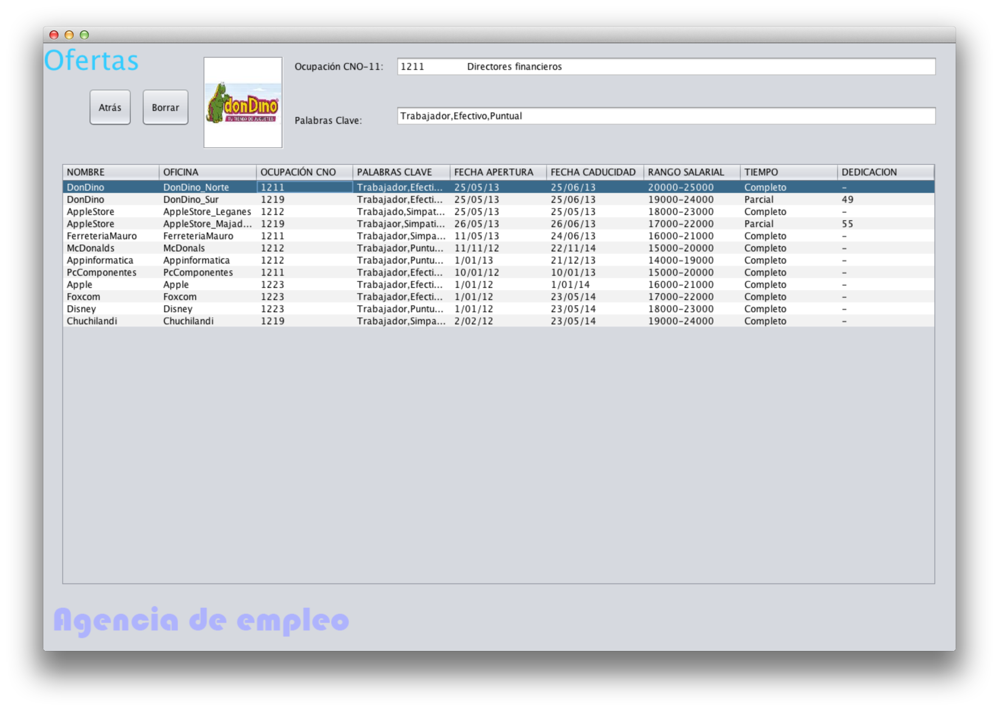 Ofertas
Atrás Borrar
donDino
TU TIENDA DE JUGUETES
Ocupación CNO-11: 1211 Directores financieros
Palabras Clave: Trabajador,Efectivo,Puntual
NOMBRE OFICINA OCUPACIÓN CNO PALABRAS CLAVE FECHA APERTURA FECHA CADUCIDAD RANGO SALARIAL TIEMPO DEDICACION
DonDino DonDino_Norte 1211 Trabajador,Efecti... 25/05/13 25/06/13 20000-25000 Completo -
DonDino DonDino_Sur 1219 Trabajador,Efecti... 25/05/13 25/06/13 19000-24000 Parcial 49
AppleStore AppleStore_Leganes 1212 Trabajado,Simpat... 25/05/13 25/05/13 18000-23000 Completo -
AppleStore AppleStore_Majad... 1219 Trabajaor,Simpati... 26/05/13 26/06/13 17000-22000 Parcial 55
FerreteriaMauro FerreteriaMauro 1211 Trabajador,Simpa... 11/05/13 24/06/13 16000-21000 Completo -
McDonalds McDonals 1212 Trabajador,Puntu... 11/11/12 22/11/14 15000-20000 Completo -
Appinformatica Appinformatica 1212 Trabajador,Puntu... 1/01/13 21/12/13 14000-19000 Completo -
PcComponentes PcComponentes 1211 Trabajador,Efecti... 10/01/12 10/01/13 15000-20000 Completo -
Apple Apple 1223 Trabajador,Efecti... 1/01/12 1/01/14 16000-21000 Completo -
Foxcom Foxcom 1223 Trabajador,Efecti... 1/01/12 23/05/14 17000-22000 Completo -
Disney Disney 1223 Trabajador,Puntu... 1/01/12 23/05/14 18000-23000 Completo -
Chuchilandi Chuchilandi 1219 Trabajador,Simpa... 2/02/12 23/05/14 19000-24000 Completo -
Agencia de empleo